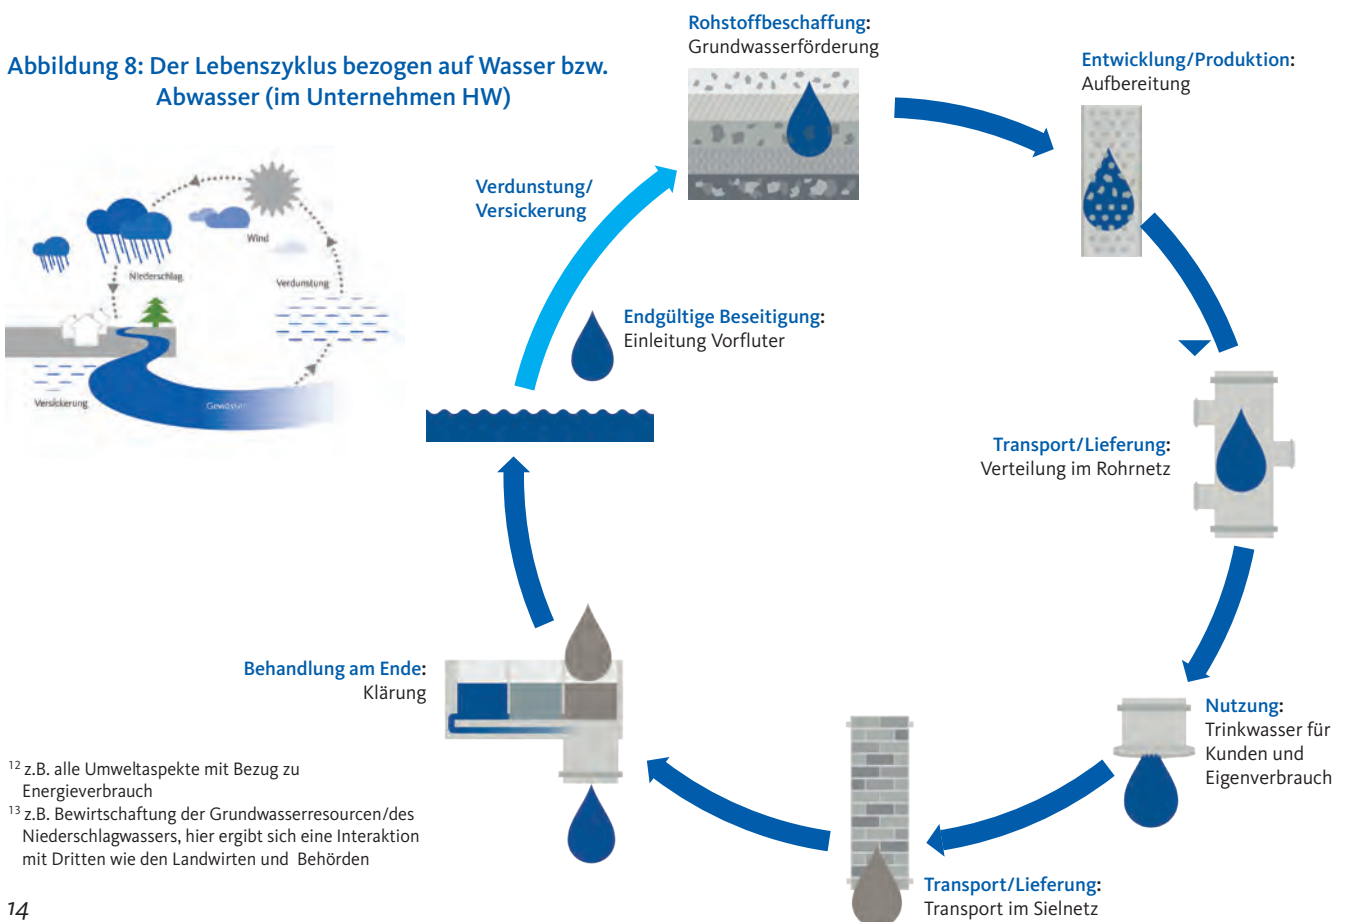 Abbildung 8: Der Lebenszyklus bezogen auf Wasser bzw.
Abwasser (im Unternehmen HW)
Rohstoffbeschaffung:
Grundwasserförderung
Entwicklung/Produktion:
Aufbereitung
Verdunstung/
Versickerung
Wind
Niederschlag
Verdunstung
Versickerung
Gewässer
Endgültige Beseitigung:
Einleitung Vorfluter
Transport/Lieferung:
Verteilung im Rohrnetz
Behandlung am Ende:
Klärung
Nutzung:
Trinkwasser für
Kunden und
Eigenverbrauch
Transport/Lieferung:
Transport im Sielnetz
12 z.B. alle Umweltaspekte mit Bezug zu
Energieverbrauch
13 z.B. Bewirtschaftung der Grundwasserresourcen/des
Niederschlagwassers, hier ergibt sich eine Interaktion
mit Dritten wie den Landwirten und Behörden
14